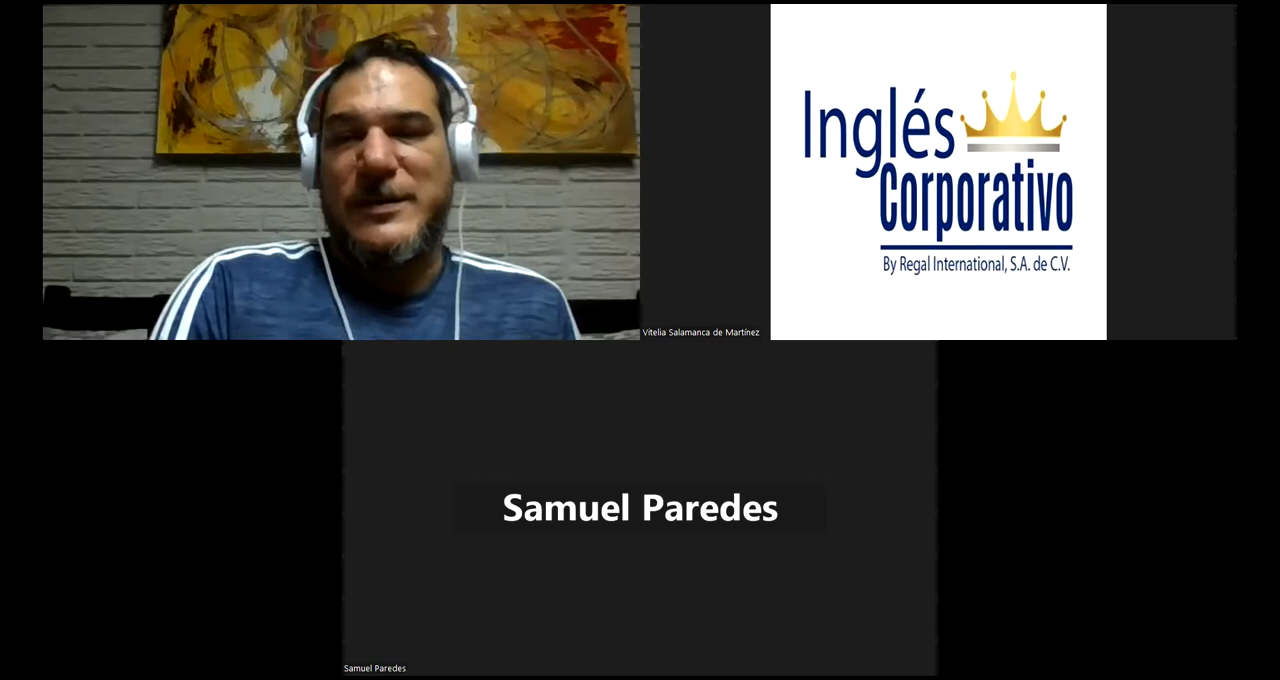 Inglés
Corporativo
By Regal International, S.A. de C.V.
Vitelia Salamanca de Martínez
Samuel Paredes
Samuel Paredes